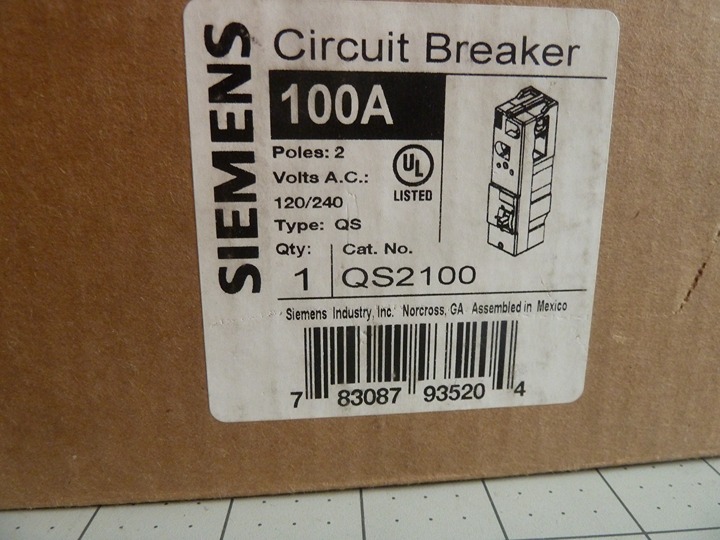 SIEMENS
Circuit Breaker
100A
Poles: 2
Volts A.C.:
120/240
Type: QS
UL
LISTED
Qty: Cat. No.
1 QS2100
Siemens Industry, Inc. Norcross, GA Assembled in Mexico
7 83087 93520 4